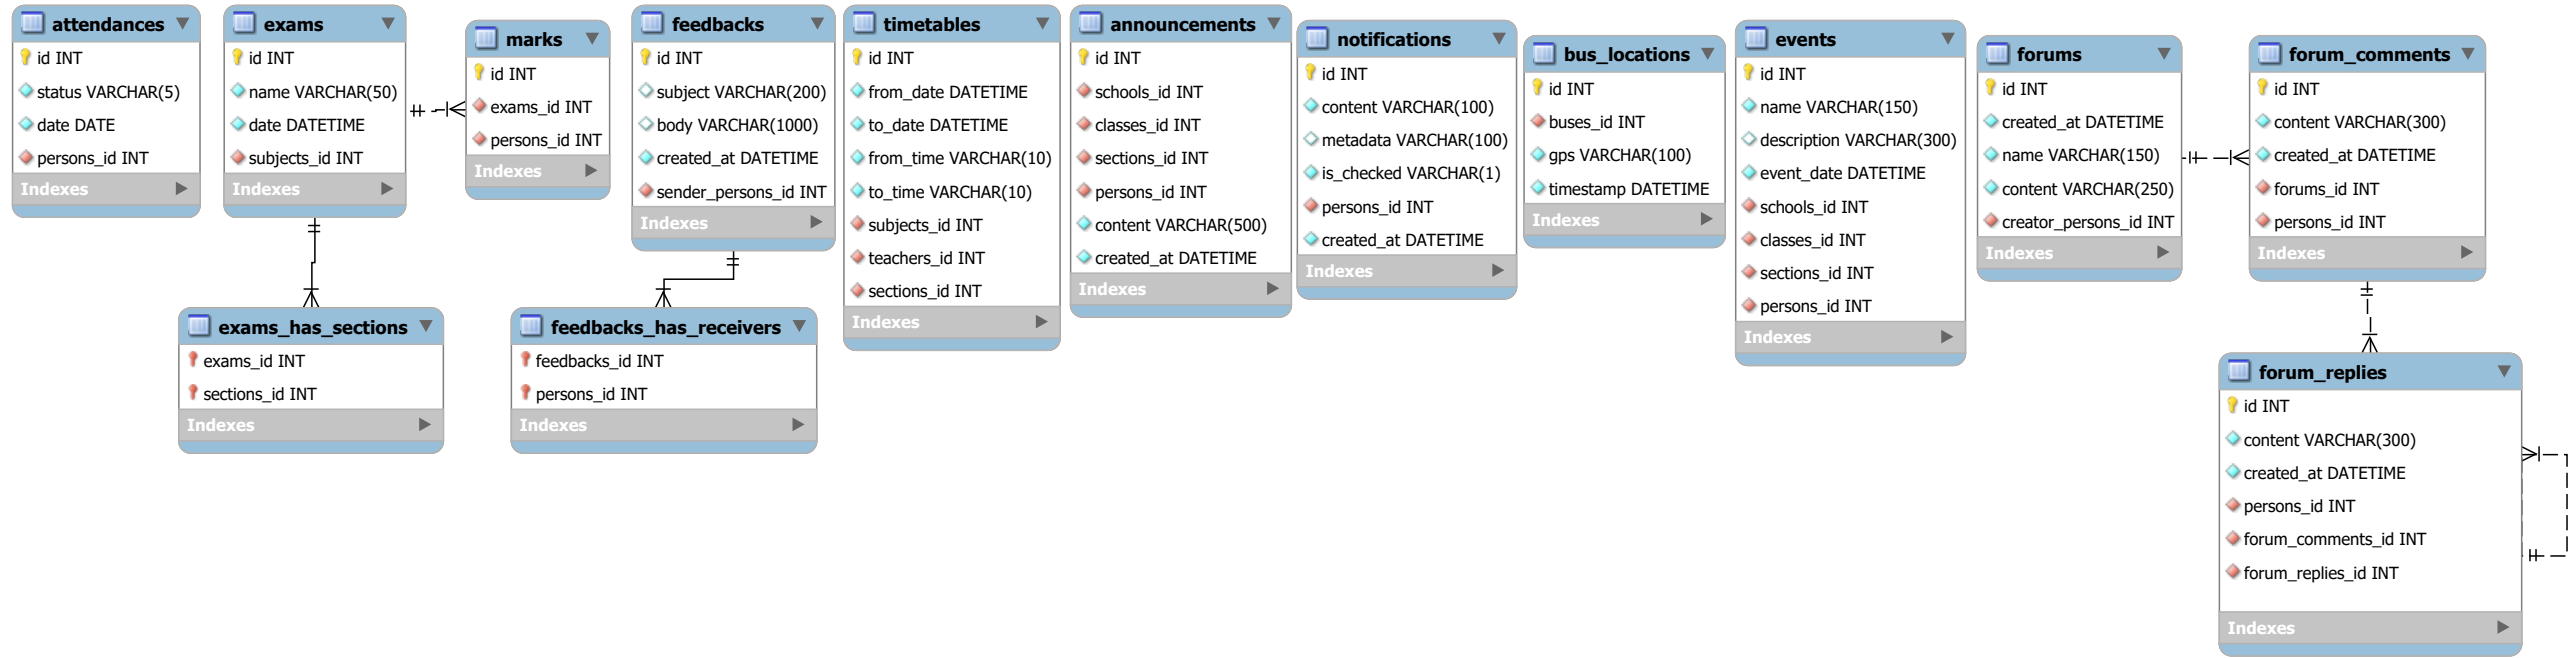 attendances
id INT
status VARCHAR(5)
date DATE
persons_id INT
Indexes
exams
id INT
name VARCHAR(50)
date DATETIME
subjects_id INT
Indexes
marks
id INT
exams_id INT
persons_id INT
Indexes
feedbacks
id INT
subject VARCHAR(200)
body VARCHAR(1000)
created_at DATETIME
sender_persons_id INT
Indexes
timetables
id INT
from_date DATETIME
to_date DATETIME
from_time VARCHAR(10)
to_time VARCHAR(10)
subjects_id INT
teachers_id INT
sections_id INT
Indexes
announcements
id INT
schools_id INT
classes_id INT
sections_id INT
persons_id INT
content VARCHAR(500)
created_at DATETIME
Indexes
notifications
id INT
content VARCHAR(100)
metadata VARCHAR(100)
is_checked VARCHAR(1)
persons_id INT
created_at DATETIME
Indexes
bus_locations
id INT
buses_id INT
gps VARCHAR(100)
timestamp DATETIME
Indexes
events
id INT
name VARCHAR(150)
description VARCHAR(300)
event_date DATETIME
schools_id INT
classes_id INT
sections_id INT
persons_id INT
Indexes
forums
id INT
created_at DATETIME
name VARCHAR(150)
content VARCHAR(250)
creator_persons_id INT
Indexes
forum_comments
id INT
content VARCHAR(300)
created_at DATETIME
forums_id INT
persons_id INT
Indexes
exams_has_sections
exams_id INT
sections_id INT
Indexes
feedbacks_has_receivers
feedbacks_id INT
persons_id INT
Indexes
forum_replies
id INT
content VARCHAR(300)
created_at DATETIME
persons_id INT
forum_comments_id INT
forum_replies_id INT
Indexes